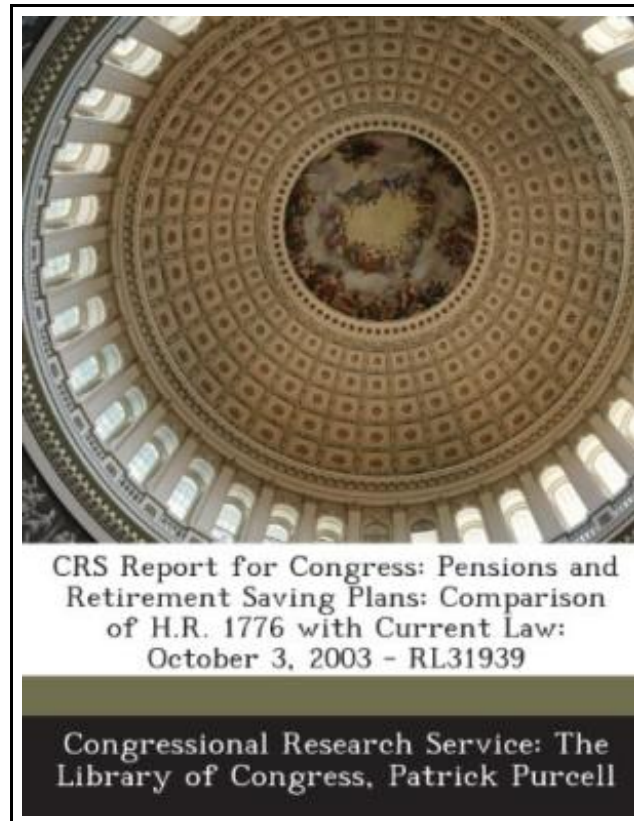 CRS Report for Congress: Pensions and
Retirement Saving Plans: Comparison
of H.R. 1776 with Current Law:
October 3, 2003 - RL31939
Congressional Research Service: The
Library of Congress, Patrick Purcell